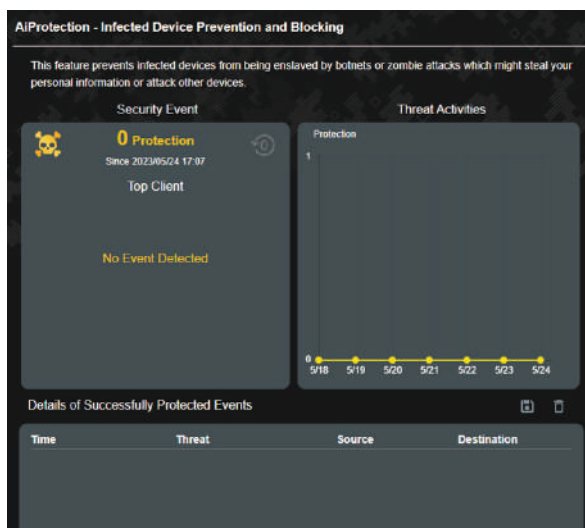 AiProtection - Infected Device Prevention and Blocking
This feature prevents infected devices from being enslaved by botnets or zombie attacks which might steal your
personal information or attack other devices.
Security Event
Threat Activities
0 Protection
Since 2023/05/24 17:07
Top Client
No Event Detected
Protection
1
0
5/18 5/19 5/20 5/21 5/22 5/23 5/24
Details of Successfully Protected Events
Time Threat Source Destination